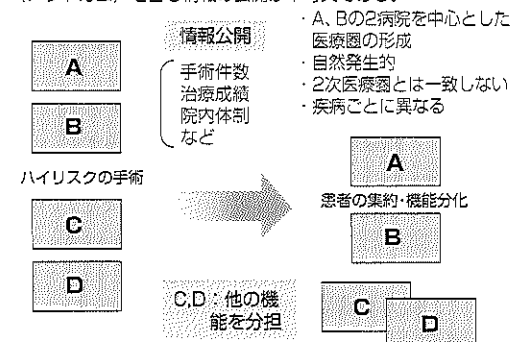 情報公開
手術件数
治療成績
院内体制
など
・A、Bの2病院を中心とした
医療圏の形成
・自然発生的
・2次医療圏とは一致しない
・疾病ごとに異なる
A
B
ハイリスクの手術
C
D
A
患者の集約・機能分化
B
C,D：他の機
能を分担
C
D